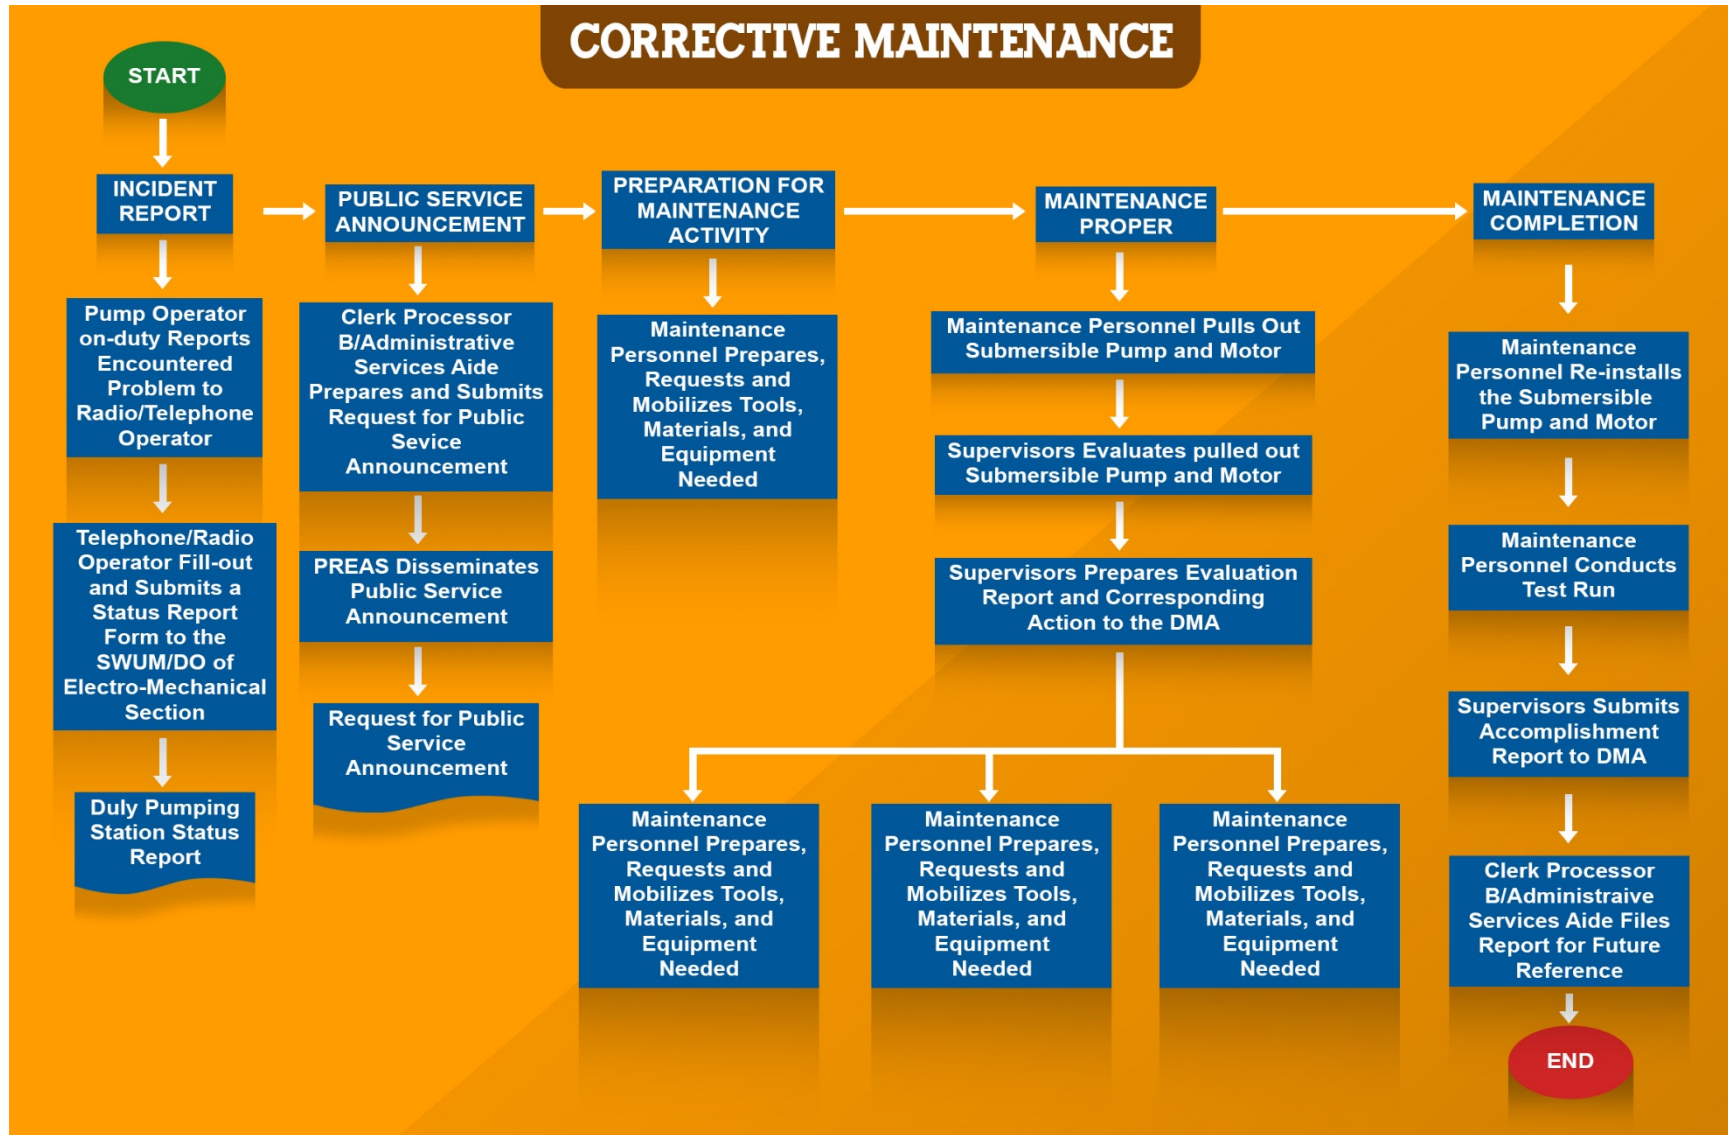 CORRECTIVE MAINTENANCE
START
INCIDENT
REPORT
Pump Operator
on-duty Reports
Encountered
Problem to
Radio/Telephone
Operator
Telephone/Radio
Operator Fill-out
and Submits a
Status Report
Form to the
SWUM/DO of
Electro-Mechanical
Section
Duly Pumping
Station Status
Report
PUBLIC SERVICE
ANNOUNCEMENT
Clerk Processor
B/Administrative
Services Aide
Prepares and Submits
Request for Public
Sevice
Announcement
PREAS Disseminates
Public Service
Announcement
Request for Public
Service
Announcement
PREPARATION FOR
MAINTENANCE
ACTIVITY
Maintenance
Personnel Prepares,
Requests and
Mobilizes Tools,
Materials, and
Equipment
Needed
MAINTENANCE
PROPER
Maintenance Personnel Pulls Out
Submersible Pump and Motor
Supervisors Evaluates pulled out
Submersible Pump and Motor
Supervisors Prepares Evaluation
Report and Corresponding
Action to the DMA
Maintenance
Personnel Prepares,
Requests and
Mobilizes Tools,
Materials, and
Equipment
Needed
Maintenance
Personnel Prepares,
Requests and
Mobilizes Tools,
Materials, and
Equipment
Needed
Maintenance
Personnel Prepares,
Requests and
Mobilizes Tools,
Materials, and
Equipment
Needed
MAINTENANCE
COMPLETION
Maintenance
Personnel Re-installs
the Submersible
Pump and Motor
Maintenance
Personnel Conducts
Test Run
Supervisors Submits
Accomplishment
Report to DMA
Clerk Processor
B/Administraive
Services Aide Files
Report for Future
Reference
END